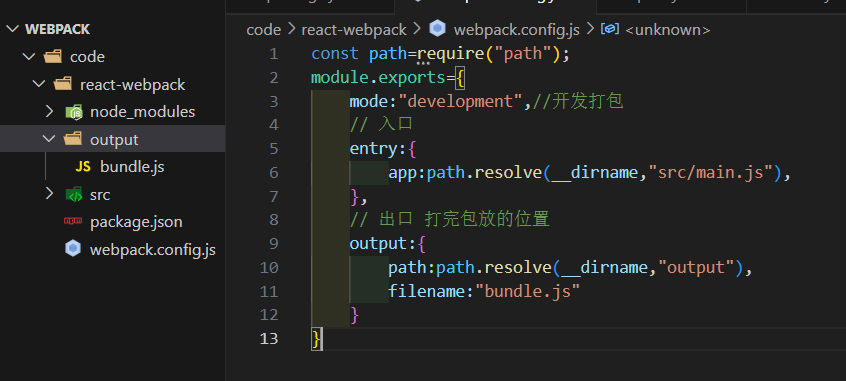 WEBPACK
code
react-webpack
node_modules
output
JS bundle.js
src
package.json
webpack.config.js
code > react-webpack > webpack.config.js > <unknown>
1 const path=require("path");
2 module.exports={
3 mode:"development",//开发打包
4 // 入口
5 entry:{
6 app:path.resolve(__dirname,"src/main.js"),
7 },
8 // 出口 打完包放的位置
9 output:{
10 path:path.resolve(__dirname,"output"),
11 filename:"bundle.js"
12 }
13 }